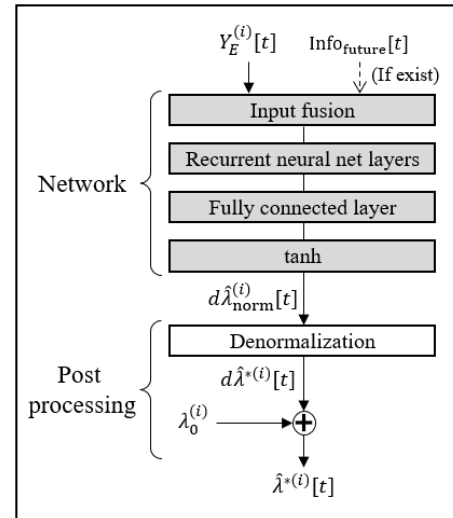 Y_E^{(i)}[t] Info_future[t]
(If exist)
Input fusion
Recurrent neural net layers
Network
Fully connected layer
tanh
dλ̂_norm^{(i)}[t]
Denormalization
Post
processing
dλ̂^{*(i)}[t]
λ_0^{(i)}
+
λ̂^{*(i)}[t]